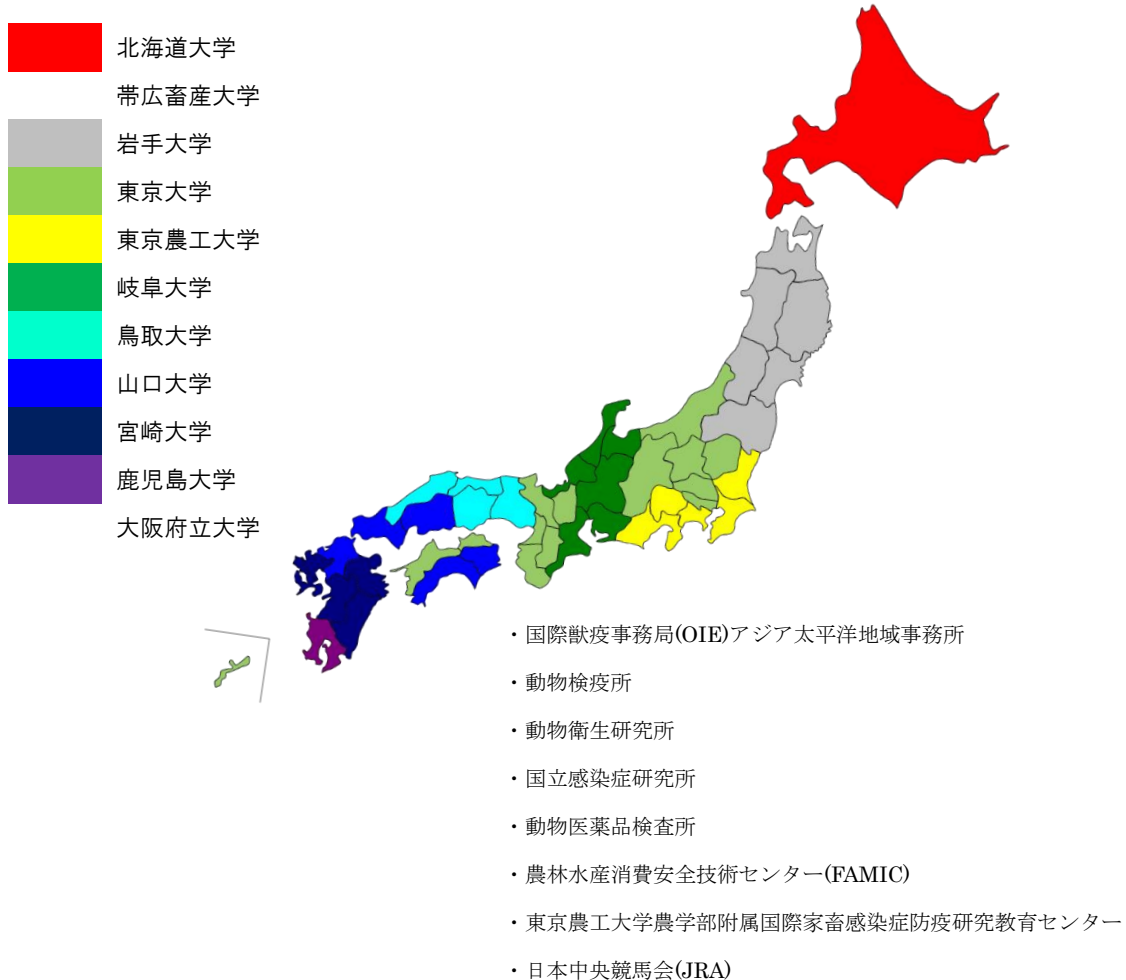 北海道大学
帯広畜産大学
岩手大学
東京大学
東京農工大学
岐阜大学
鳥取大学
山口大学
宮崎大学
鹿児島大学
大阪府立大学
・国際獣疫事務局(OIE)アジア太平洋地域事務所
・動物検疫所
・動物衛生研究所
・国立感染症研究所
・動物医薬品検査所
・農林水産消費安全技術センター(FAMIC)
・東京農工大学農学部附属国際家畜感染症防疫研究教育センター
・日本中央競馬会(JRA)